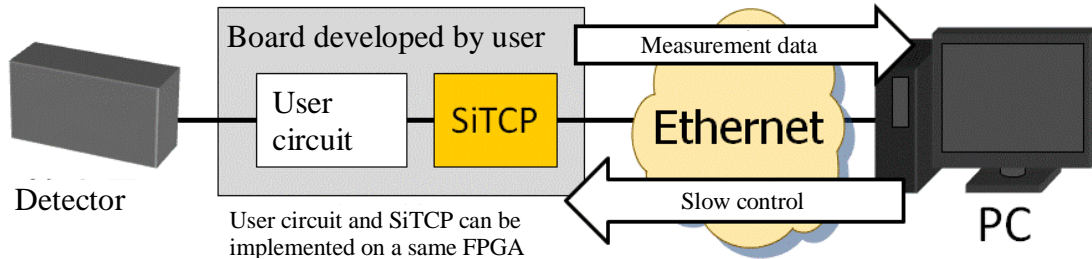 Board developed by user
Measurement data
User
circuit
SiTCP
Ethernet
Detector
Slow control
PC
User circuit and SiTCP can be
implemented on a same FPGA